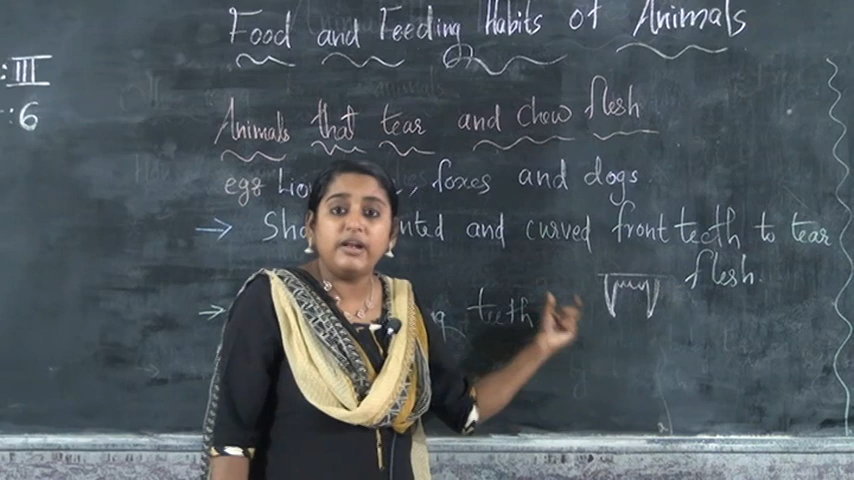 Food and Feeding Habits of Animals
: III
: 6
Animals that tear and chew flesh
eg: foxes and dogs.
→ and curved front teeth to tear
flesh.
→ teeth